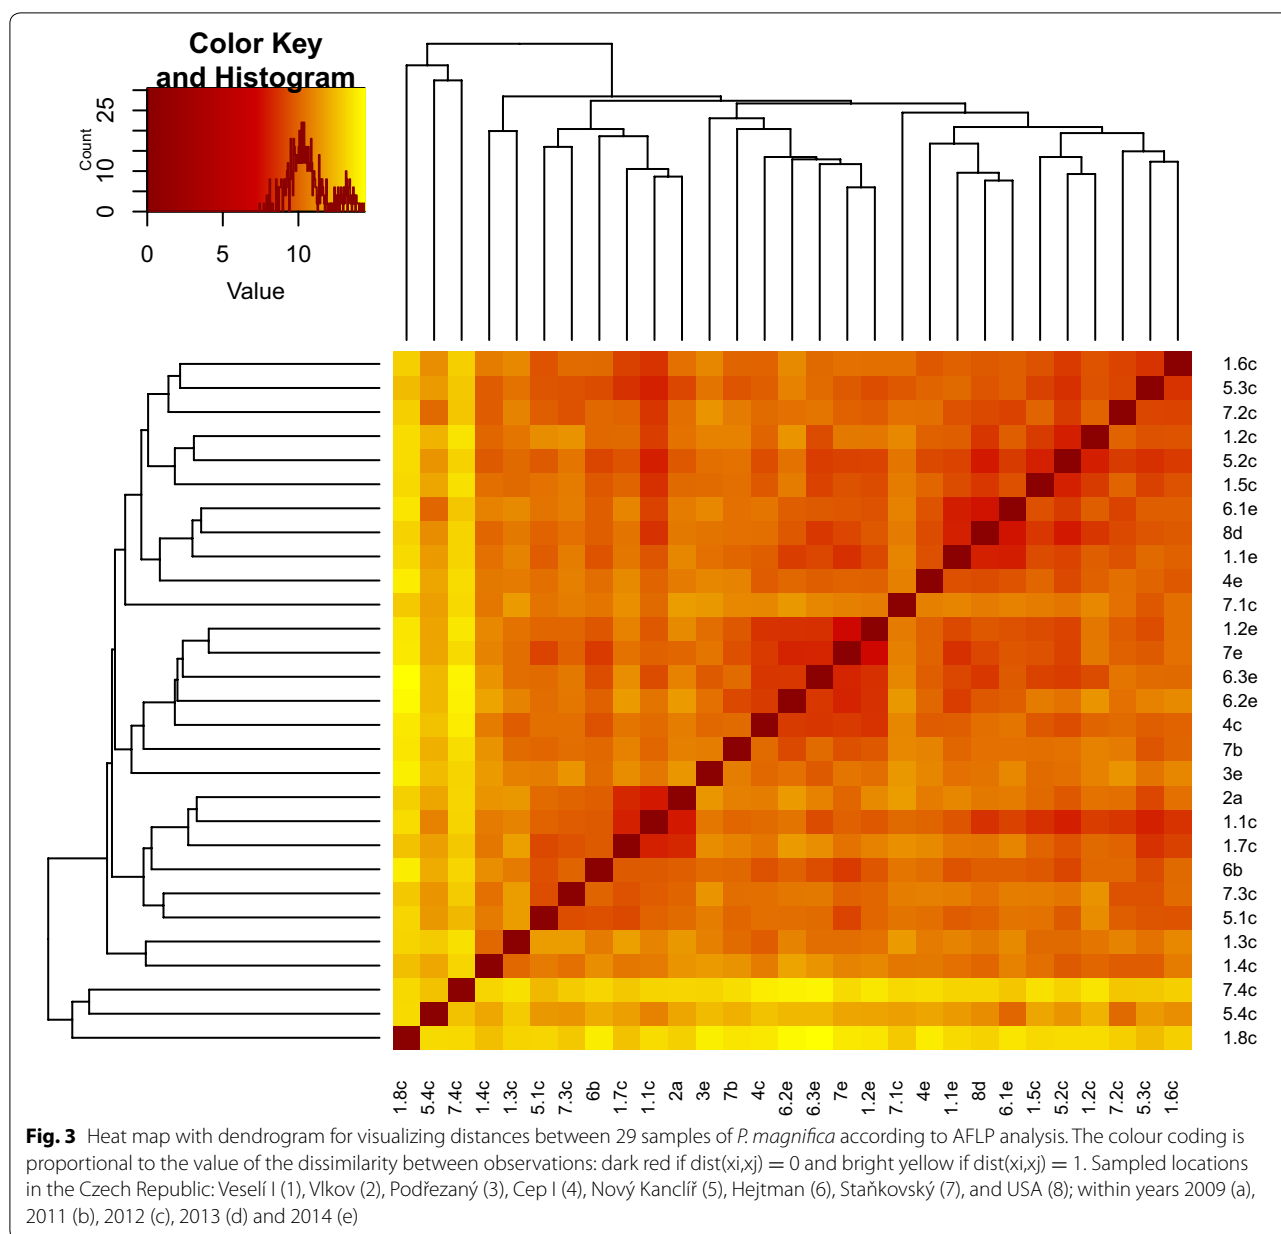 Color Key
and Histogram
Count
0
10
25
0
5
10
Value
1.6c
5.3c
7.2c
1.2c
5.2c
1.5c
6.1e
8d
1.1e
4e
7.1c
1.2e
7e
6.3e
6.2e
4c
7b
3e
2a
1.1c
1.7c
6b
7.3c
5.1c
1.3c
1.4c
7.4c
5.4c
1.8c
1.8c 5.4c 7.4c 1.4c 1.3c 5.1c 7.3c 6b 1.7c 1.1c 2a 3e 7b 4c 6.2e 6.3e 7e 1.2e 7.1c 4e 1.1e 8d 6.1e 1.5c 5.2c 1.2c 7.2c 5.3c 1.6c
Fig. 3 Heat map with dendrogram for visualizing distances between 29 samples of P. magnifica according to AFLP analysis. The colour coding is
proportional to the value of the dissimilarity between observations: dark red if dist(xi,xj) = 0 and bright yellow if dist(xi,xj) = 1. Sampled locations
in the Czech Republic: Veselí I (1), Vlkov (2), Podřezaný (3), Cep I (4), Nový Kanclíř (5), Hejtman (6), Staňkovský (7), and USA (8); within years 2009 (a),
2011 (b), 2012 (c), 2013 (d) and 2014 (e)